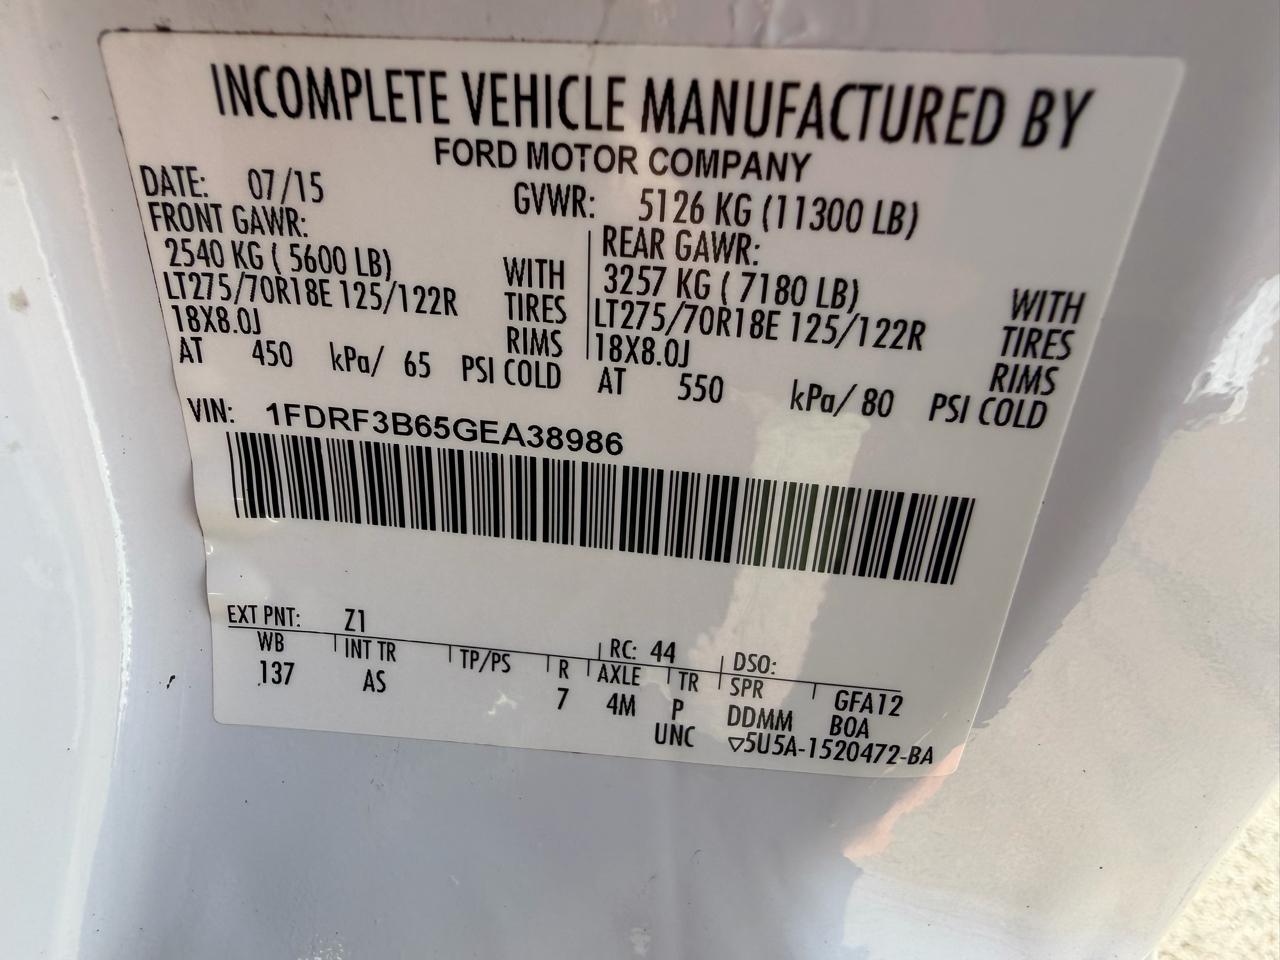 INCOMPLETE VEHICLE MANUFACTURED BY
FORD MOTOR COMPANY
DATE: 07/15 GVWR: 5126 KG (11300 LB)
FRONT GAWR:
2540 KG ( 5600 LB) WITH
LT275/70R18E 125/122R TIRES
18X8.0J RIMS
AT 450 kPa/ 65 PSI COLD
REAR GAWR:
3257 KG ( 7180 LB) WITH
LT275/70R18E 125/122R TIRES
18X8.0J RIMS
AT 550 kPa/ 80 PSI COLD
VIN: 1FDRF3B65GEA38986
EXT PNT: Z1 RC: 44 DSO:
WB INT TR TP/PS R AXLE TR SPR GFA12
137 AS 7 4M P DDMM BOA
UNC ▽5U5A-1520472-BA